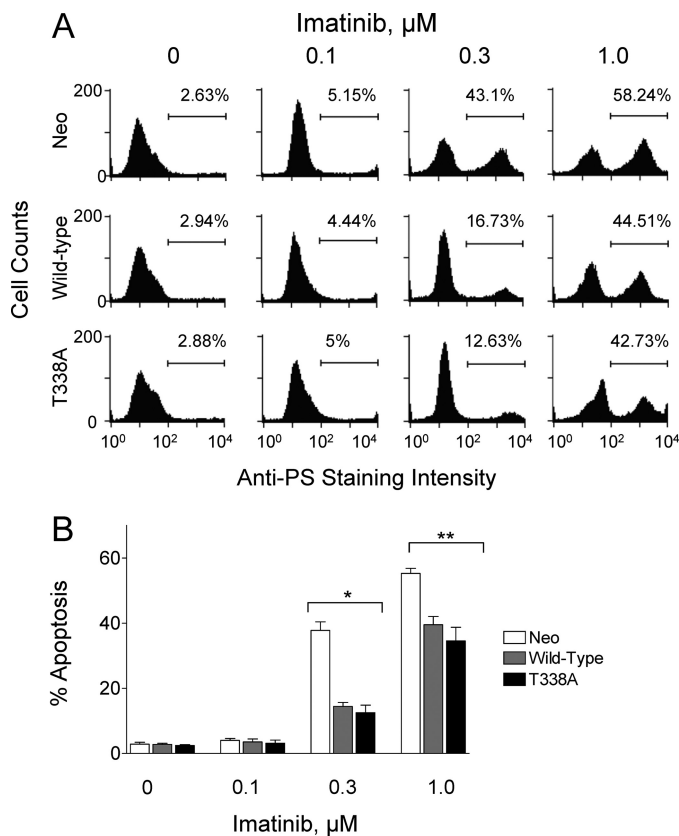 A
Imatinib, µM
0 0.1 0.3 1.0
Neo
200
0
2.63% 5.15% 43.1% 58.24%
Wild-type
200
0
2.94% 4.44% 16.73% 44.51%
T338A
200
0
2.88% 5% 12.63% 42.73%
Cell Counts
10⁰ 10² 10⁴ 10⁰ 10² 10⁴ 10⁰ 10² 10⁴ 10⁰ 10² 10⁴
Anti-PS Staining Intensity
B
% Apoptosis
60
40
20
0
* **
Neo
Wild-Type
T338A
0 0.1 0.3 1.0
Imatinib, µM